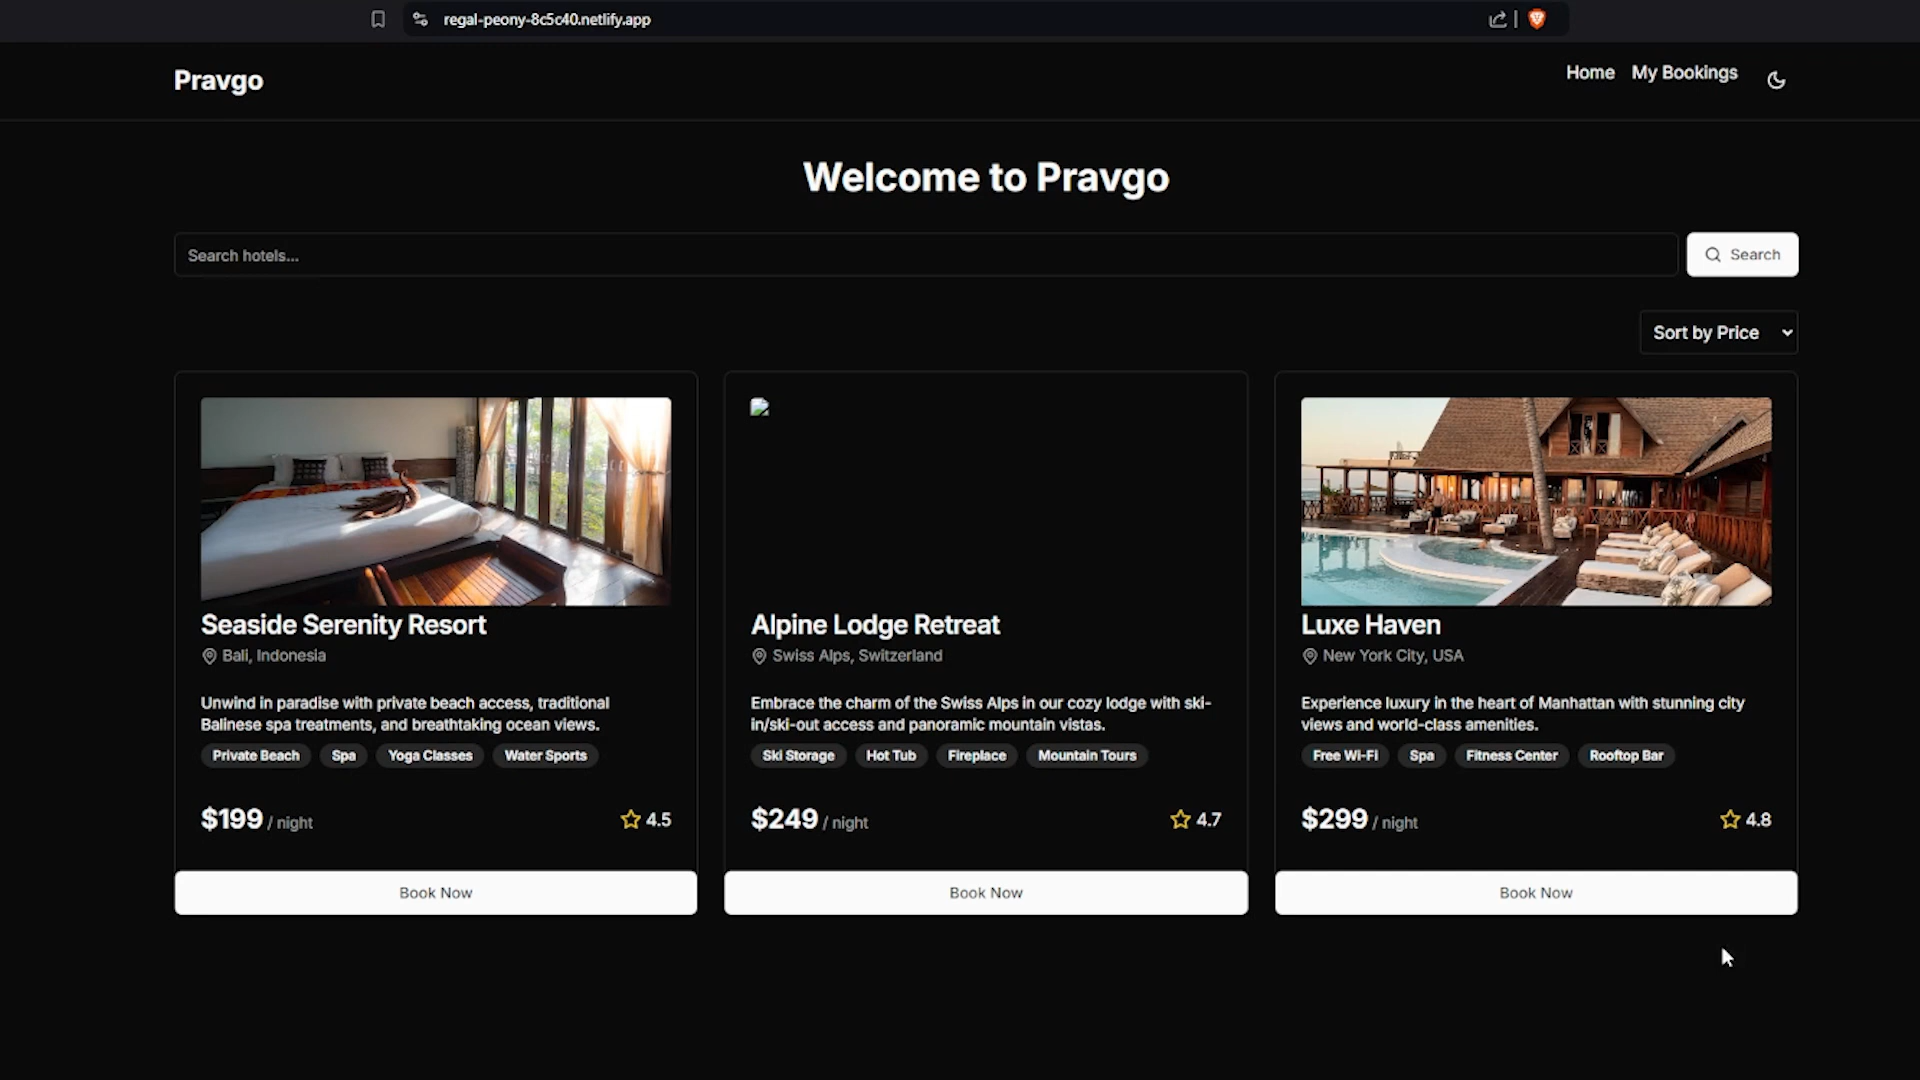 regal-peony-8c5c40.netlify.app
Pravgo
Home My Bookings
Welcome to Pravgo
Search hotels...
Search
Sort by Price
Seaside Serenity Resort
Bali, Indonesia
Unwind in paradise with private beach access, traditional
Balinese spa treatments, and breathtaking ocean views.
Private Beach Spa Yoga Classes Water Sports
$199 / night 4.5
Book Now
Alpine Lodge Retreat
Swiss Alps, Switzerland
Embrace the charm of the Swiss Alps in our cozy lodge with ski-
in/ski-out access and panoramic mountain vistas.
Ski Storage Hot Tub Fireplace Mountain Tours
$249 / night 4.7
Book Now
Luxe Haven
New York City, USA
Experience luxury in the heart of Manhattan with stunning city
views and world-class amenities.
Free Wi-Fi Spa Fitness Center Rooftop Bar
$299 / night 4.8
Book Now